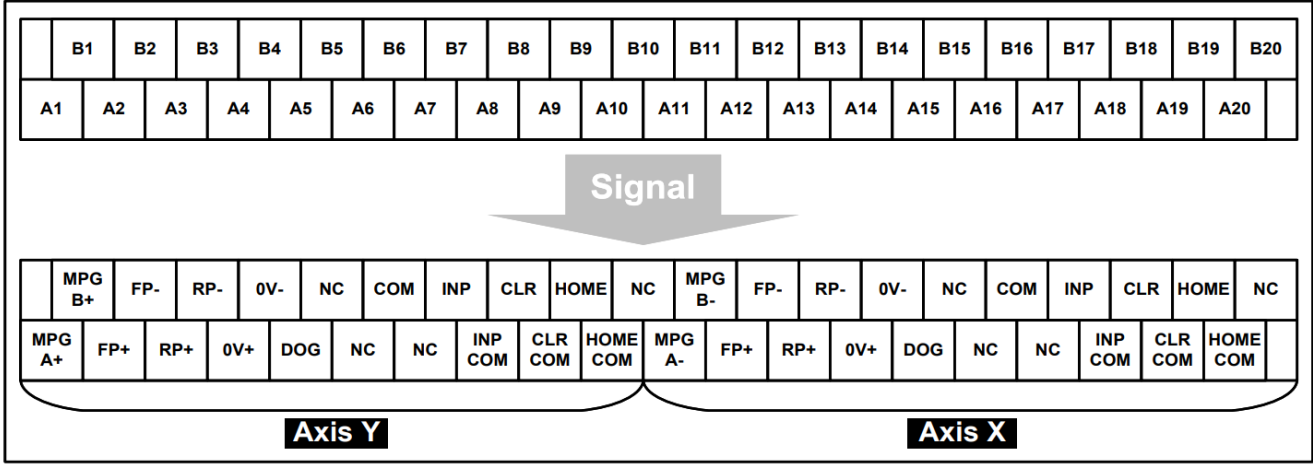 B1 B2 B3 B4 B5 B6 B7 B8 B9 B10 B11 B12 B13 B14 B15 B16 B17 B18 B19 B20
A1 A2 A3 A4 A5 A6 A7 A8 A9 A10 A11 A12 A13 A14 A15 A16 A17 A18 A19 A20
Signal
MPG B+ FP- RP- 0V- NC COM INP CLR HOME NC MPG B- FP- RP- 0V- NC COM INP CLR HOME NC
MPG A+ FP+ RP+ 0V+ DOG NC NC INP COM CLR COM HOME COM MPG A- FP+ RP+ 0V+ DOG NC NC INP COM CLR COM HOME COM
Axis Y Axis X